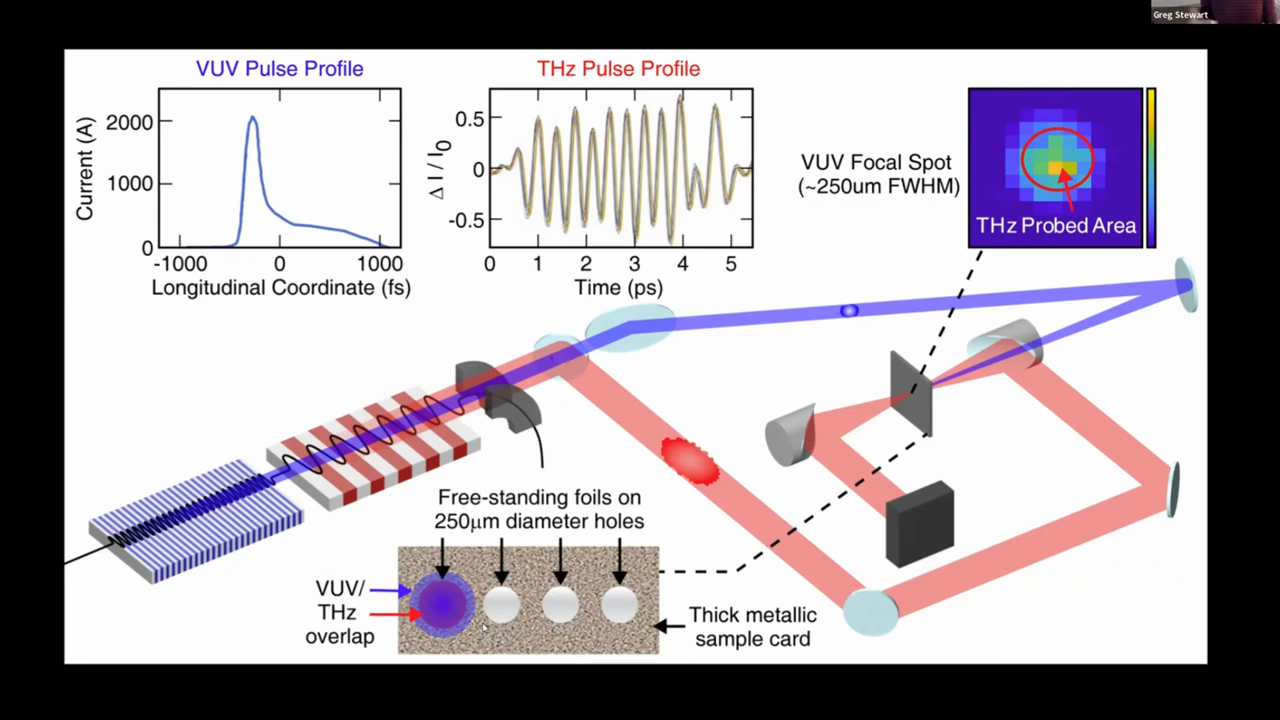 Greg Stewart
VUV Pulse Profile
Current (A)
2000
1000
0
-1000
0
1000
Longitudinal Coordinate (fs)
THz Pulse Profile
Δ I / I0
0.5
0
-0.5
0
1
2
3
4
5
Time (ps)
VUV Focal Spot
(~250um FWHM)
THz Probed Area
Free-standing foils on
250µm diameter holes
VUV/
THz
overlap
Thick metallic
sample card